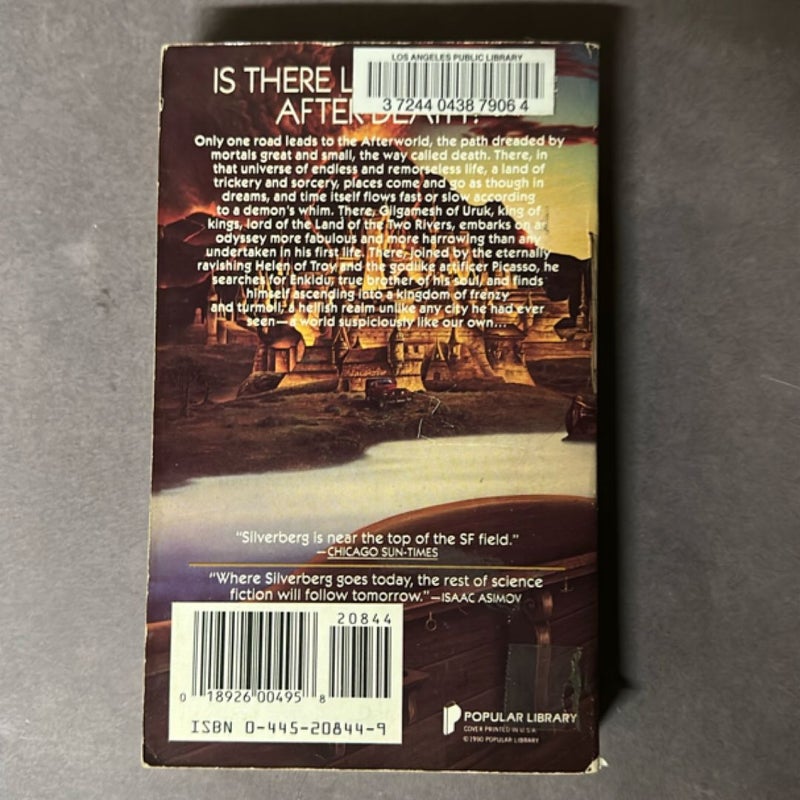 LOS ANGELES PUBLIC LIBRARY
3 7244 0438 7906 4
IS THERE
AFTER DEATH?
Only one road leads to the Afterworld, the path dreaded by
mortals great and small, the way called death. There, in
that universe of endless and remorseless life, a land of
trickery and sorcery, places come and go as though in
dreams, and time itself flows fast or slow according
to a demon's whim. There, Gilgamesh of Uruk, king of
kings, lord of the Land of the Two Rivers, embarks on an
odyssey more fabulous and more harrowing than any
undertaken in his first life. There, joined by the eternally
ravishing Helen of Troy and the godlike artificer Picasso, he
searches for Enkidu, true brother of his soul, and finds
himself ascending into a kingdom of frenzy
and turmoil, a hellish realm unlike any city he had ever
seen—a world suspiciously like our own...
"Silverberg is near the top of the SF field."
—CHICAGO SUN-TIMES
"Where Silverberg goes today, the rest of science
fiction will follow tomorrow."—ISAAC ASIMOV
20844
0 18926 00495 8
ISBN 0-445-20844-9
POPULAR LIBRARY
COVER PRINTED IN U.S.A.
© 1990 POPULAR LIBRARY